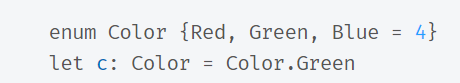 enum Color {Red, Green, Blue = 4}
let c: Color = Color.Green